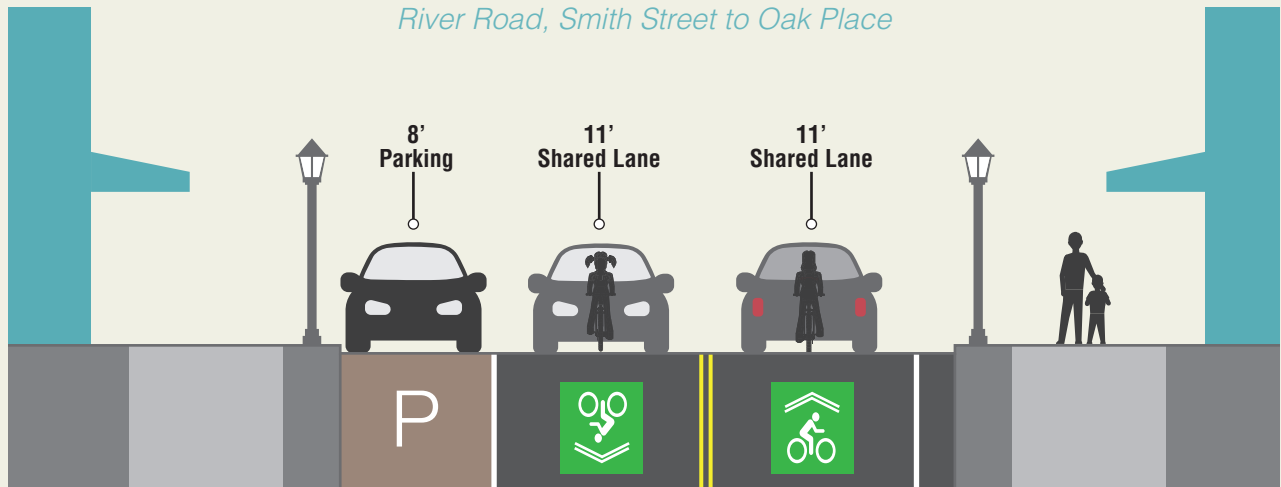 River Road, Smith Street to Oak Place
8’
Parking
11’
Shared Lane
11’
Shared Lane
P